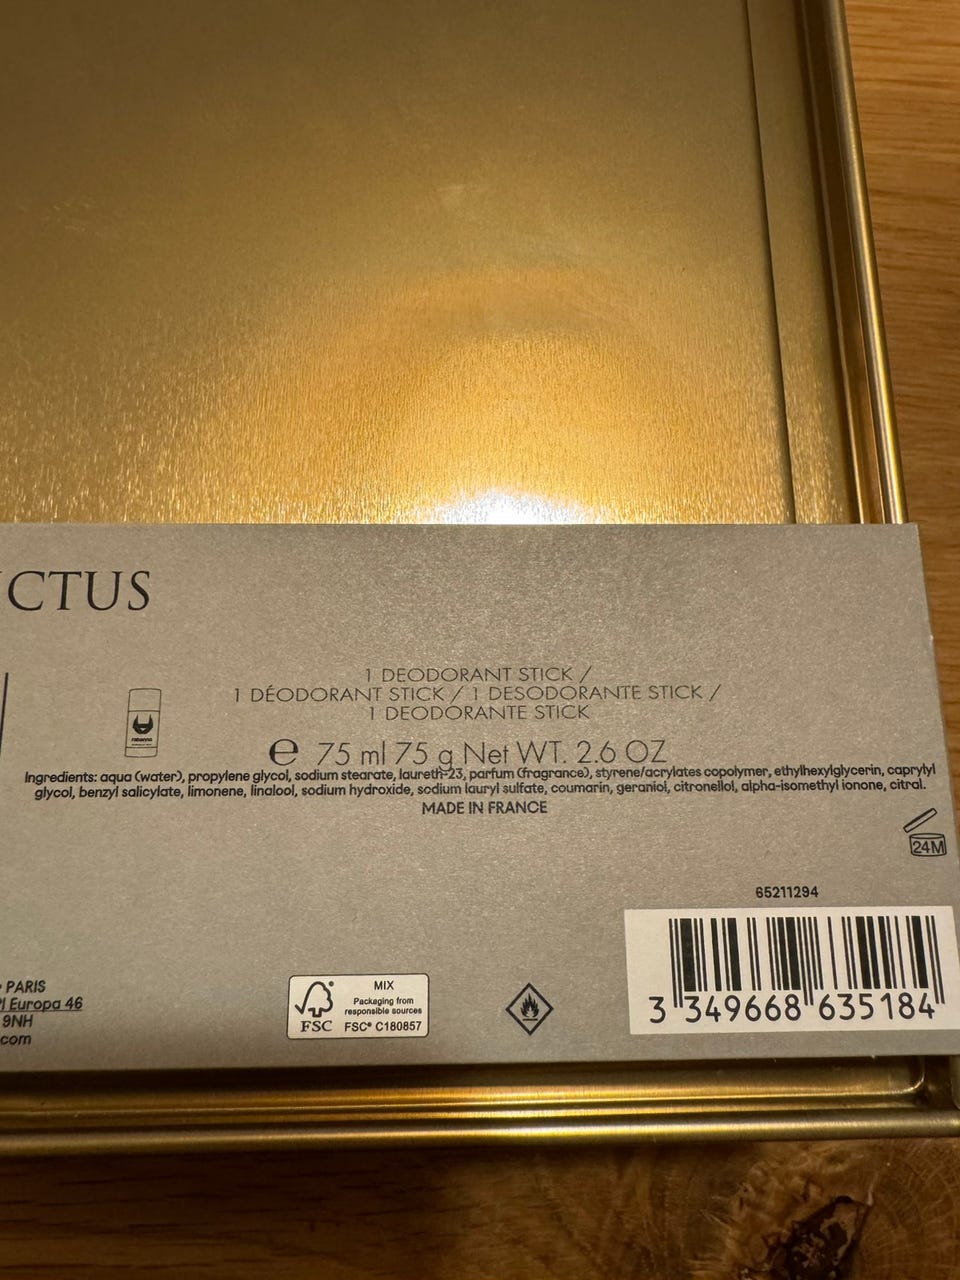 CTUS
1 DEODORANT STICK /
1 DÉODORANT STICK / 1 DESODORANTE STICK /
1 DEODORANTE STICK
rabanne
e 75 ml 75 g Net WT. 2.6 OZ
Ingredients: aqua (water), propylene glycol, sodium stearate, laureth-23, parfum (fragrance), styrene/acrylates copolymer, ethylhexylglycerin, caprylyl
glycol, benzyl salicylate, limonene, linalool, sodium hydroxide, sodium lauryl sulfate, coumarin, geraniol, citronellol, alpha-isomethyl ionone, citral.
MADE IN FRANCE
24M
65211294
3 349668 635184
PARIS
Pl Europa 46
9NH
com
FSC
MIX
Packaging from
responsible sources
FSC® C180857